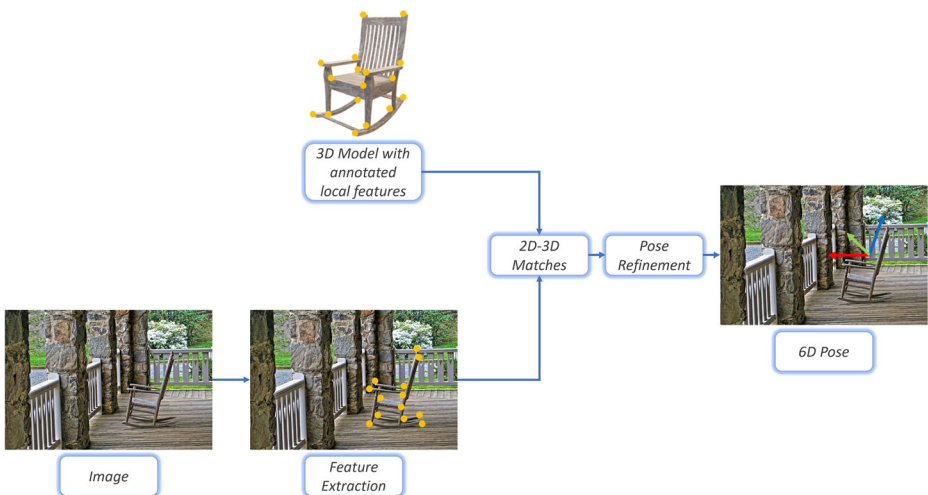 3D Model with
annotated
local features
2D-3D
Matches
Pose
Refinement
6D Pose
Image
Feature
Extraction